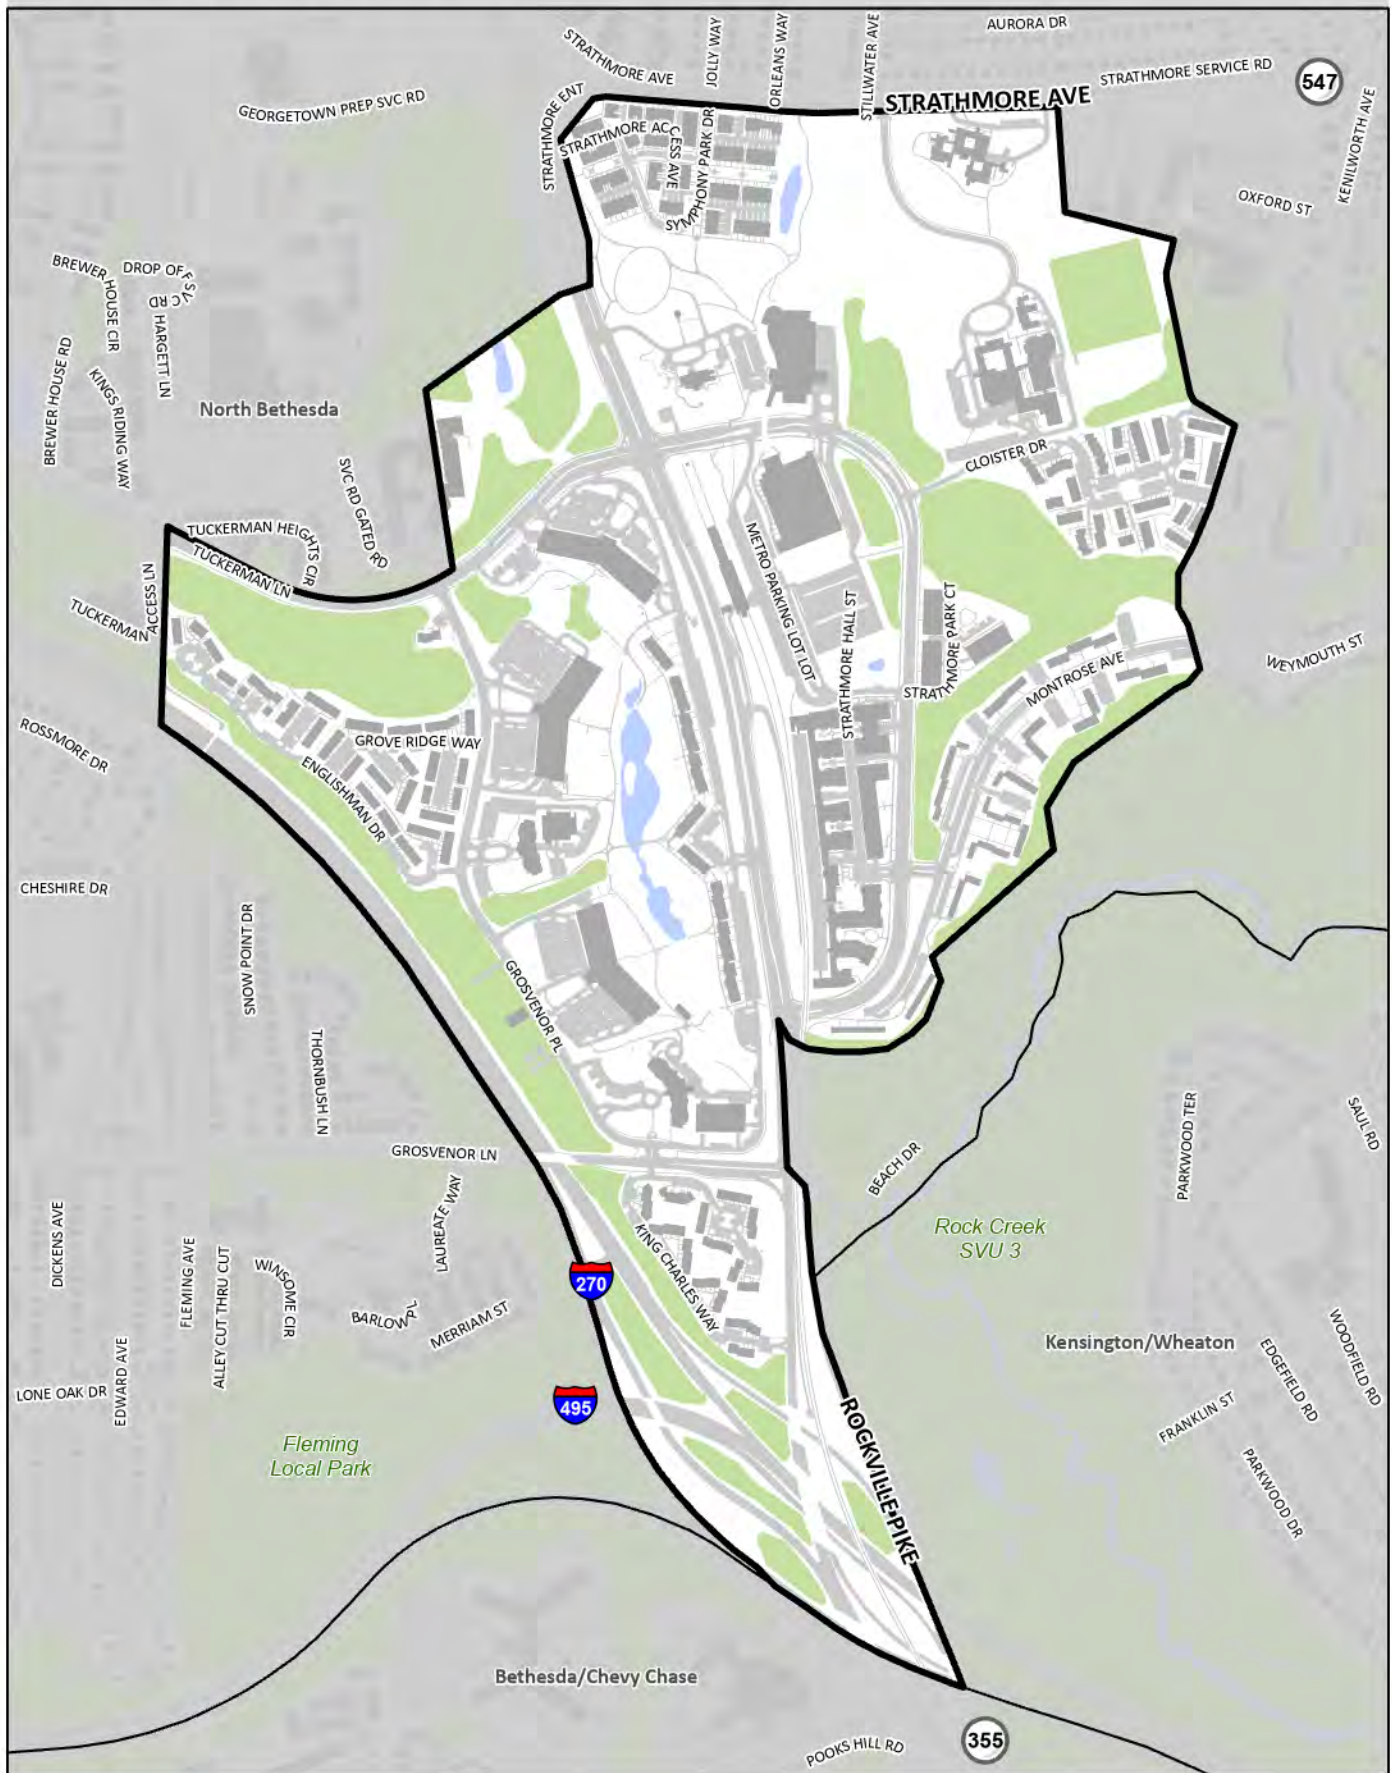 AURORA DR
STRATHMORE AVE
JOLLY WAY
ORLEANS WAY
STILLWATER AVE
STRATHMORE SERVICE RD
547
GEORGETOWN PREP SVC RD
STRATHMORE ENT
STRATHMORE AVE
KENILWORTH AVE
STRATHMORE ACCESS AVE
SYMPHONY PARK DR
OXFORD ST
BREWER HOUSE CIR
DROP OFF SVC RD
HARGETT LN
BREWER HOUSE RD
KINGS RIDING WAY
North Bethesda
SVC RD GATED RD
CLOISTER DR
TUCKERMAN HEIGHTS CIR
TUCKERMAN LN
METRO PARKING LOT LOT
TUCKERMAN
ACCESS LN
STRATHMORE HALL ST
STRATHMORE PARK CT
MONTROSE AVE
WEYMOUTH ST
ROSSMORE DR
GROVE RIDGE WAY
ENGLISHMAN DR
CHESHIRE DR
SNOW POINT DR
GROSVENOR PL
THORNBUSH LN
PARKWOOD TER
SAUL RD
GROSVENOR LN
BEACH DR
LAUREATE WAY
DICKENS AVE
Rock Creek
SVU 3
FLEMING AVE
ALLEY CUT THRU CUT
WINSOME CIR
KING CHARLES WAY
270
BARLOW PL
MERRIAM ST
Kensington/Wheaton
WOODFIELD RD
EDGEFIELD RD
LONE OAK DR
EDWARD AVE
495
FRANKLIN ST
ROCKVILLE PIKE
Fleming
Local Park
PARKWOOD DR
Bethesda/Chevy Chase
355
POOKS HILL RD